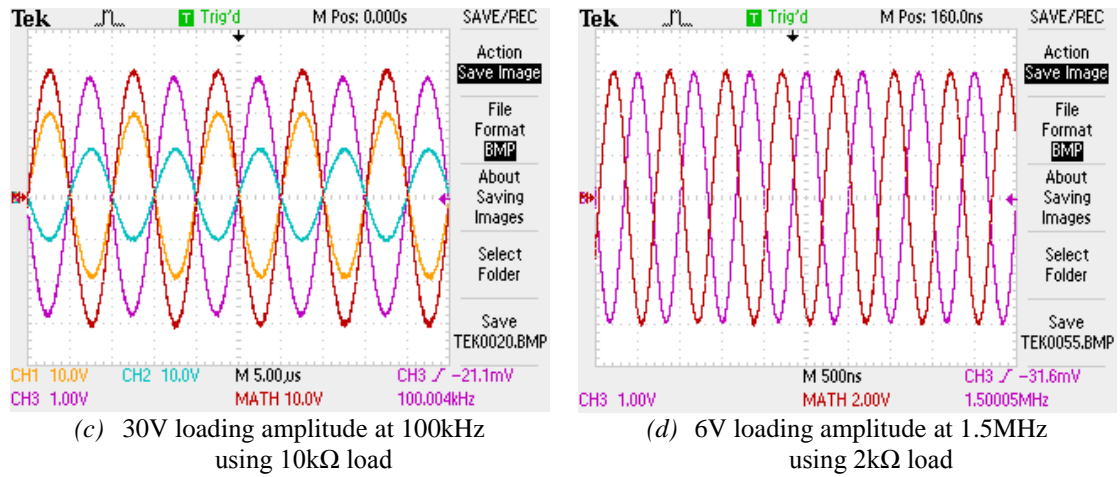 Tek Trig'd M Pos: 0.000s SAVE/REC
Action
Save Image
File
Format
BMP
About
Saving
Images
Select
Folder
Save
TEK0020.BMP
CH1 10.0V CH2 10.0V M 5.00µs CH3 -21.1mV
CH3 1.00V MATH 10.0V 100.004kHz
(c) 30V loading amplitude at 100kHz
using 10kΩ load
Tek Trig'd M Pos: 160.0ns SAVE/REC
Action
Save Image
File
Format
BMP
About
Saving
Images
Select
Folder
Save
TEK0055.BMP
M 500ns CH3 -31.6mV
CH3 1.00V MATH 2.00V 1.50005MHz
(d) 6V loading amplitude at 1.5MHz
using 2kΩ load